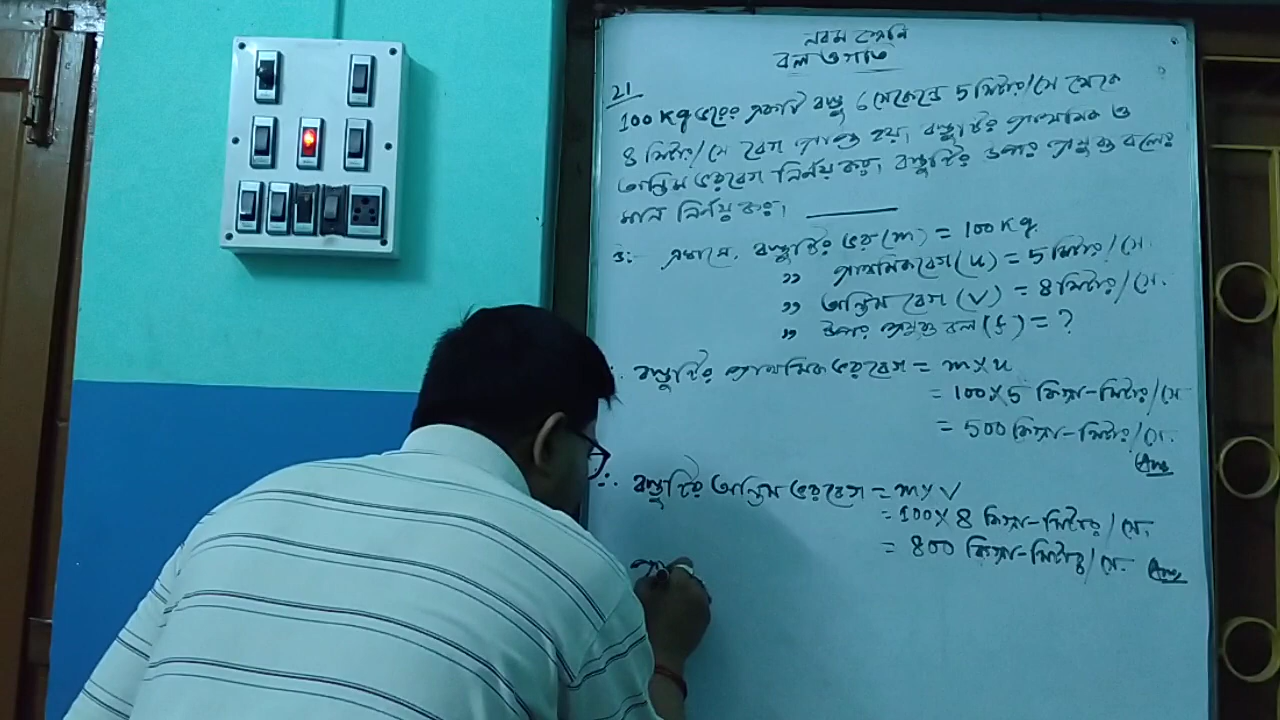 নবম শ্রেণি
বল ও গতি
21
100 Kg ভরের একটি বস্তু 6 সেকেন্ডে 5 মিটার/সে থেকে
8 মিটার/সে বেগ প্রাপ্ত হয়। বস্তুটির প্রাথমিক ও
অন্তিম ভরবেগ নির্ণয় কর। বস্তুটির উপর প্রযুক্ত বলের
মান নির্ণয় কর।
উ: এখানে, বস্তুটির ভর (m) = 100 Kg.
,, প্রাথমিক বেগ (u) = 5 মিটার/সে.
,, অন্তিম বেগ (v) = 8 মিটার/সে.
,, উপর প্রযুক্ত বল (f) = ?
∴ বস্তুটির প্রাথমিক ভরবেগ = m×u
= 100×5 কিগ্রা-মিটার/সে
= 500 কিগ্রা-মিটার/সে.
Ans
∴ বস্তুটির অন্তিম ভরবেগ = m×v
= 100×8 কিগ্রা-মিটার/সে.
= 800 কিগ্রা-মিটার/সে. Ans